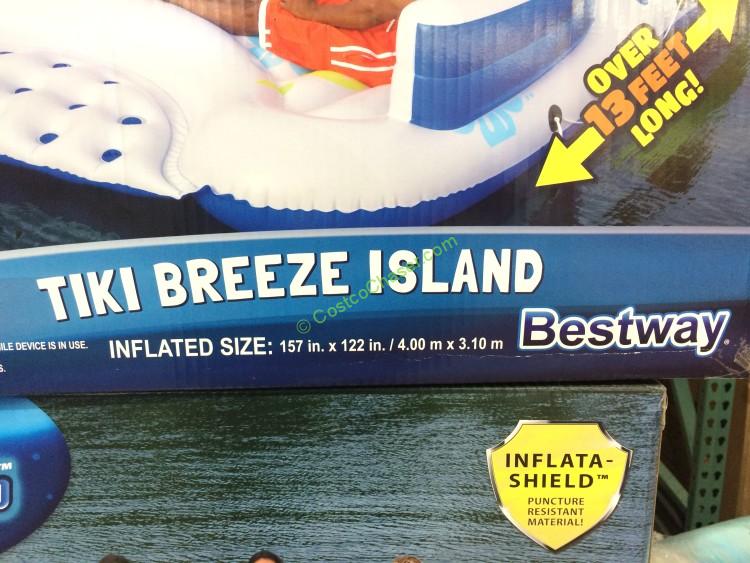 OVER
13 FEET
LONG!
TIKI BREEZE ISLAND
© CostcoChaser.com
ILE DEVICE IS IN USE.
S.
INFLATED SIZE: 157 in. x 122 in. / 4.00 m x 3.10 m
Bestway®
TM
INFLATA-
SHIELD™
PUNCTURE
RESISTANT
MATERIAL!